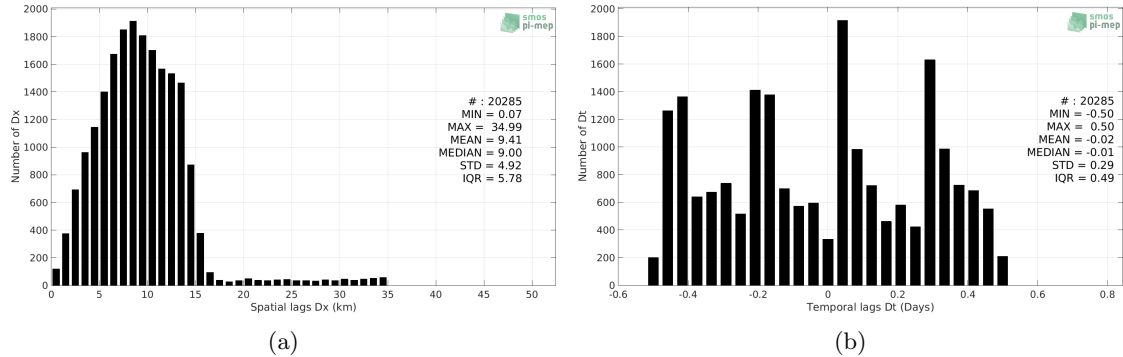 2000
1800
1600
1400
1200
1000
800
600
400
200
0
Number of Dx
smos
pi-mep
# : 20285
MIN = 0.07
MAX = 34.99
MEAN = 9.41
MEDIAN = 9.00
STD = 4.92
IQR = 5.78
0 5 10 15 20 25 30 35 40 45 50
Spatial lags Dx (km)
(a)
2000
1800
1600
1400
1200
1000
800
600
400
200
0
Number of Dt
smos
pi-mep
# : 20285
MIN = -0.50
MAX = 0.50
MEAN = -0.02
MEDIAN = -0.01
STD = 0.29
IQR = 0.49
-0.6 -0.4 -0.2 0 0.2 0.4 0.6 0.8
Temporal lags Dt (Days)
(b)